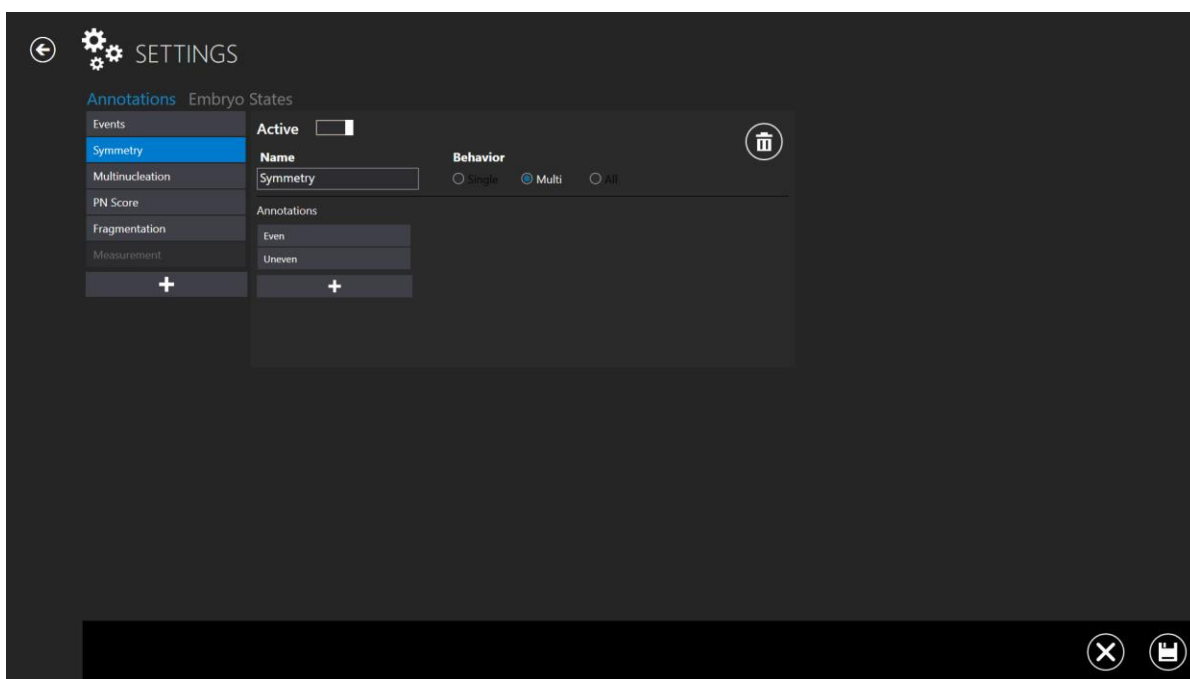 SETTINGS
Annotations Embryo States
Events
Symmetry
Multinucleation
PN Score
Fragmentation
Measurement
Active
Name Behavior
Symmetry Single Multi All
Annotations
Even
Uneven